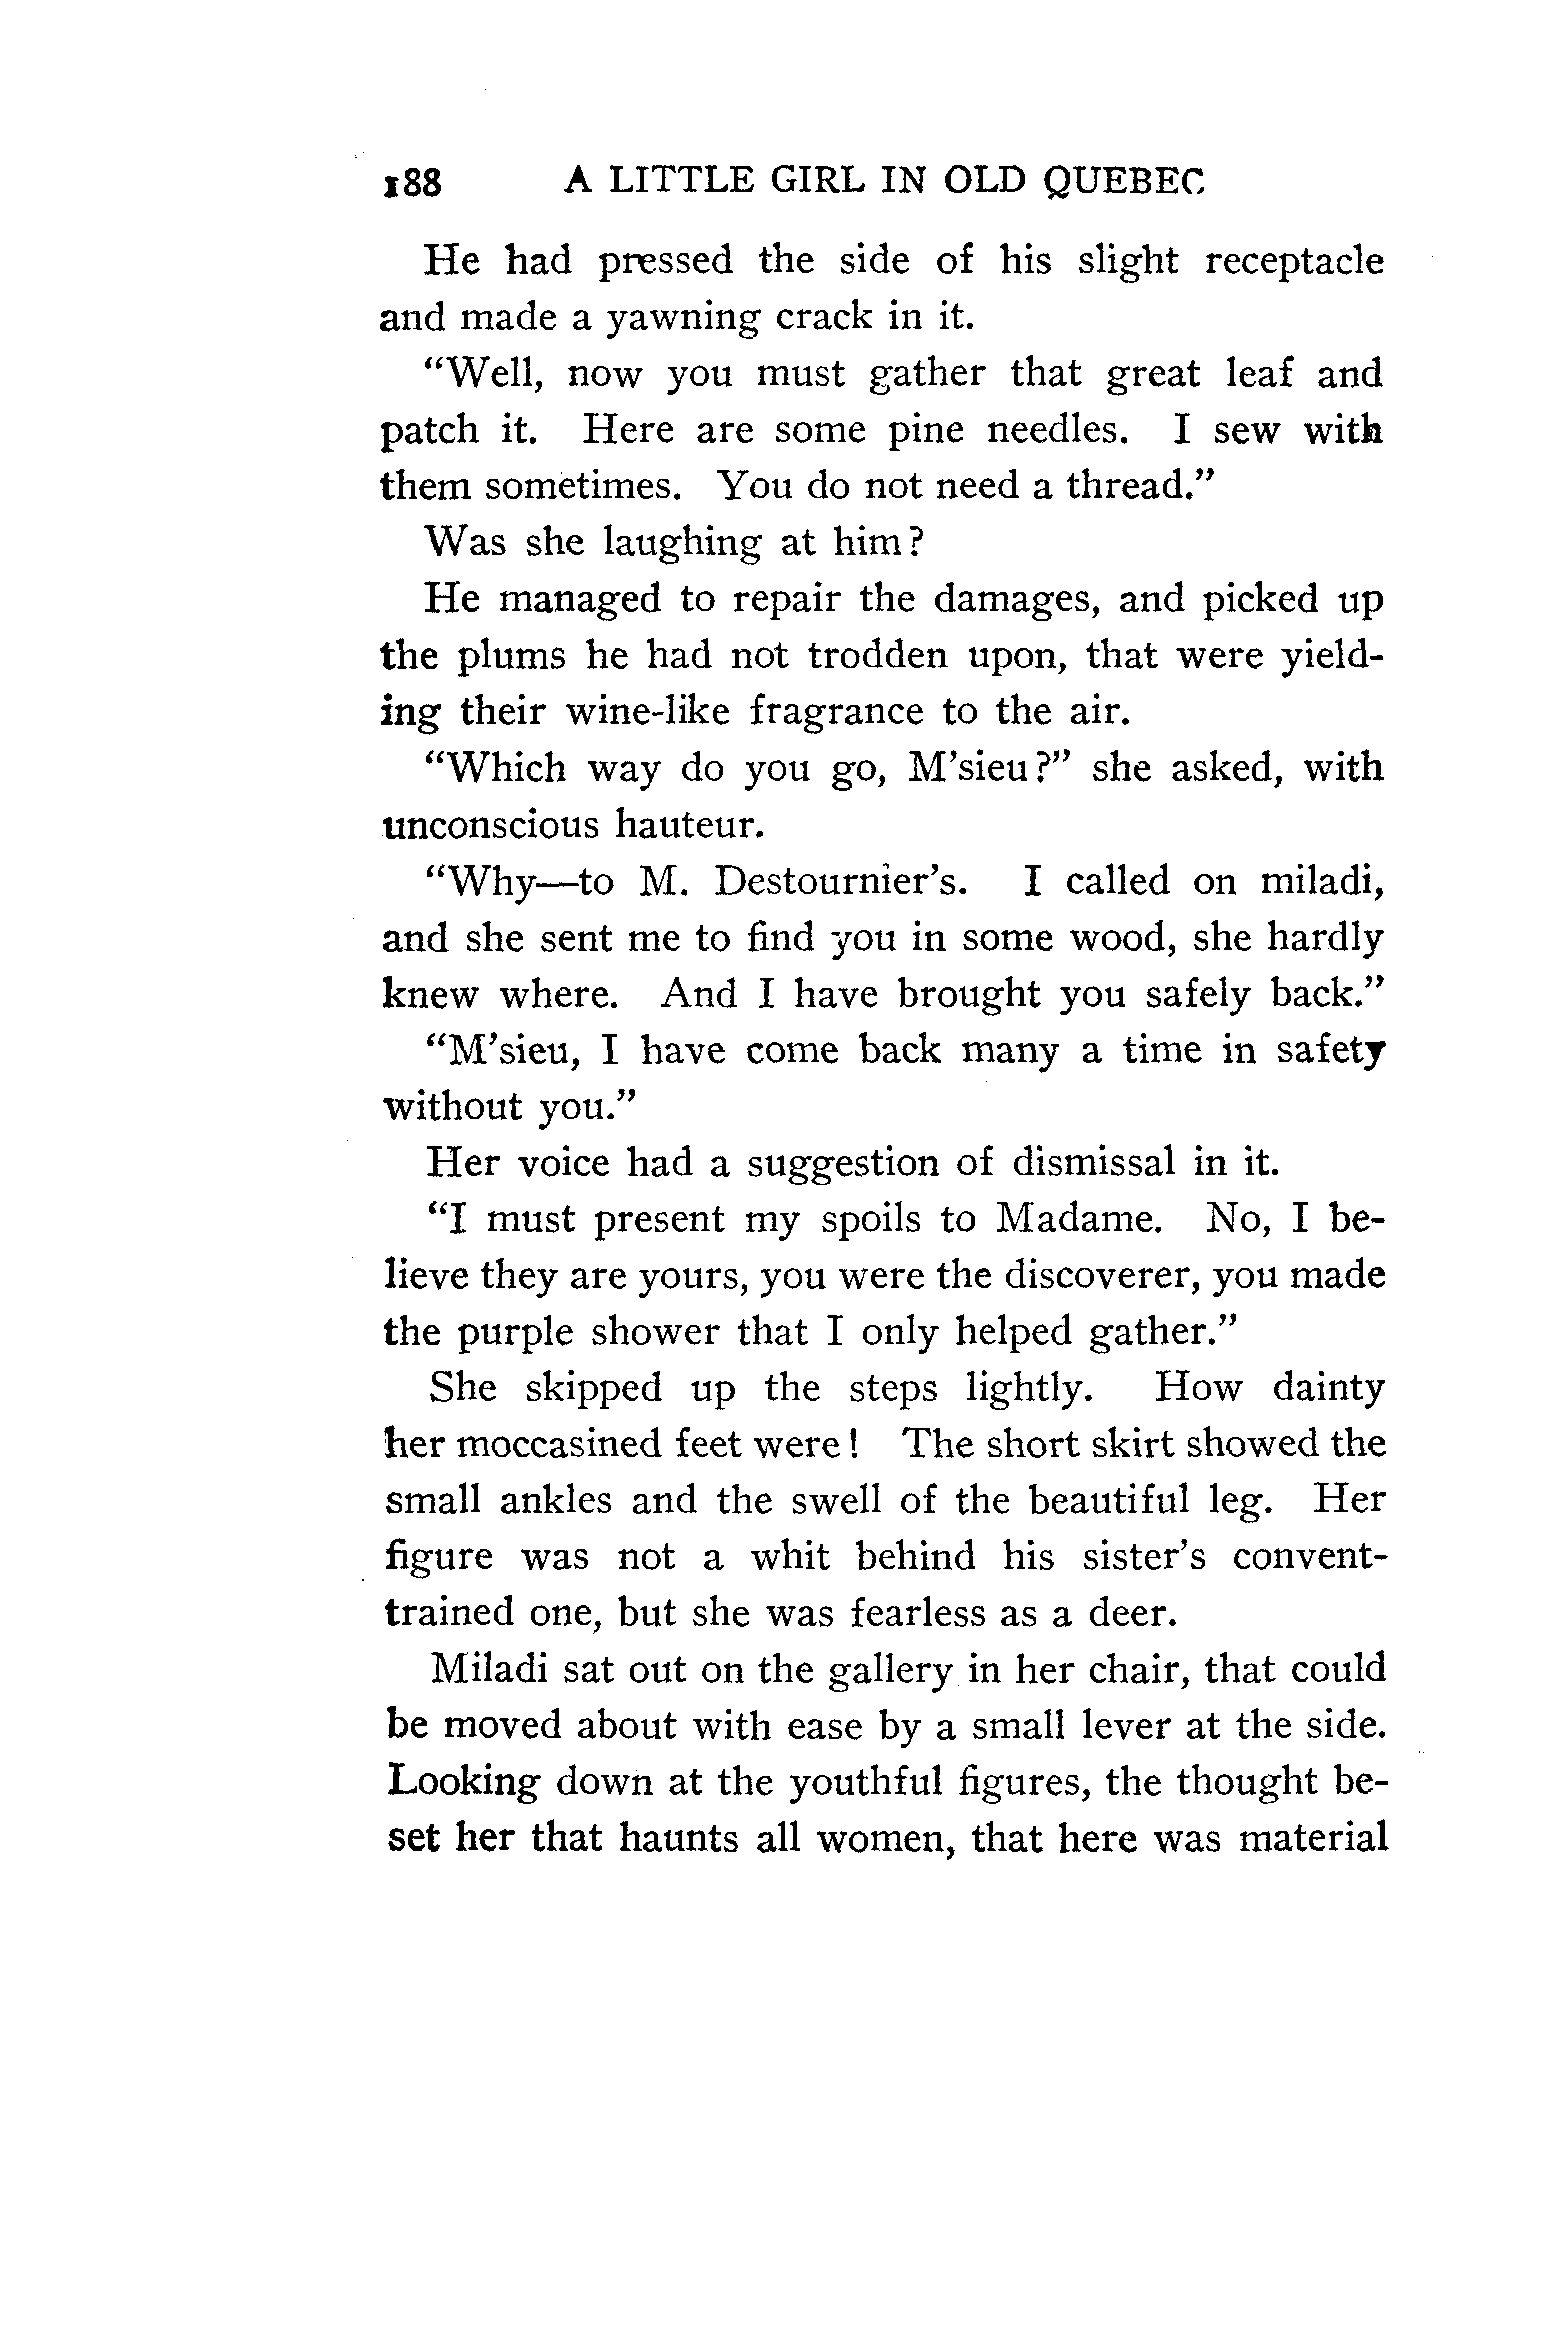 188 A LITTLE GIRL IN OLD QUEBEC
He had pressed the side of his slight receptacle
and made a yawning crack in it.
“Well, now you must gather that great leaf and
patch it. Here are some pine needles. I sew with
them sometimes. You do not need a thread.”
Was she laughing at him?
He managed to repair the damages, and picked up
the plums he had not trodden upon, that were yield-
ing their wine-like fragrance to the air.
“Which way do you go, M’sieu?” she asked, with
unconscious hauteur.
“Why—to M. Destournier’s. I called on miladi,
and she sent me to find you in some wood, she hardly
knew where. And I have brought you safely back.”
“M’sieu, I have come back many a time in safety
without you.”
Her voice had a suggestion of dismissal in it.
“I must present my spoils to Madame. No, I be-
lieve they are yours, you were the discoverer, you made
the purple shower that I only helped gather.”
She skipped up the steps lightly. How dainty
her moccasined feet were! The short skirt showed the
small ankles and the swell of the beautiful leg. Her
figure was not a whit behind his sister’s convent-
trained one, but she was fearless as a deer.
Miladi sat out on the gallery in her chair, that could
be moved about with ease by a small lever at the side.
Looking down at the youthful figures, the thought be-
set her that haunts all women, that here was material